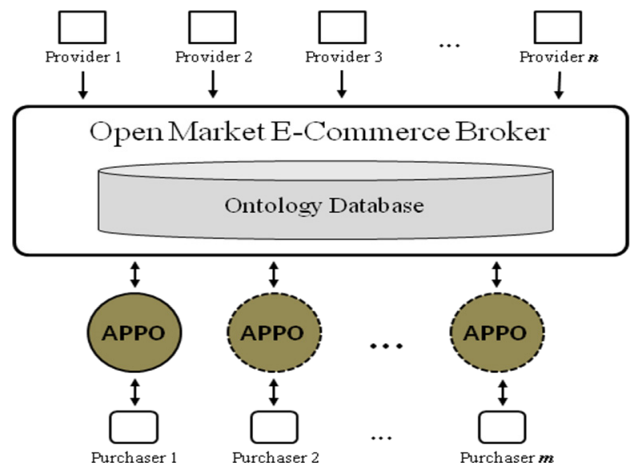 Provider 1 Provider 2 Provider 3 ... Provider n
Open Market E-Commerce Broker
Ontology Database
APPO APPO ... APPO
Purchaser 1 Purchaser 2 ... Purchaser m